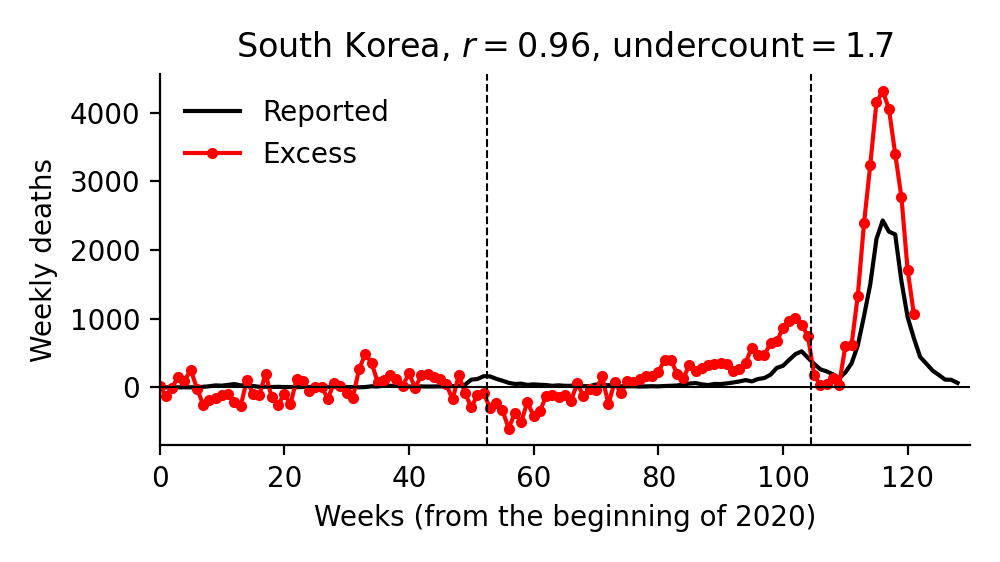 South Korea, r = 0.96, undercount = 1.7
Weekly deaths
4000
3000
2000
1000
0
Reported
Excess
0 20 40 60 80 100 120
Weeks (from the beginning of 2020)